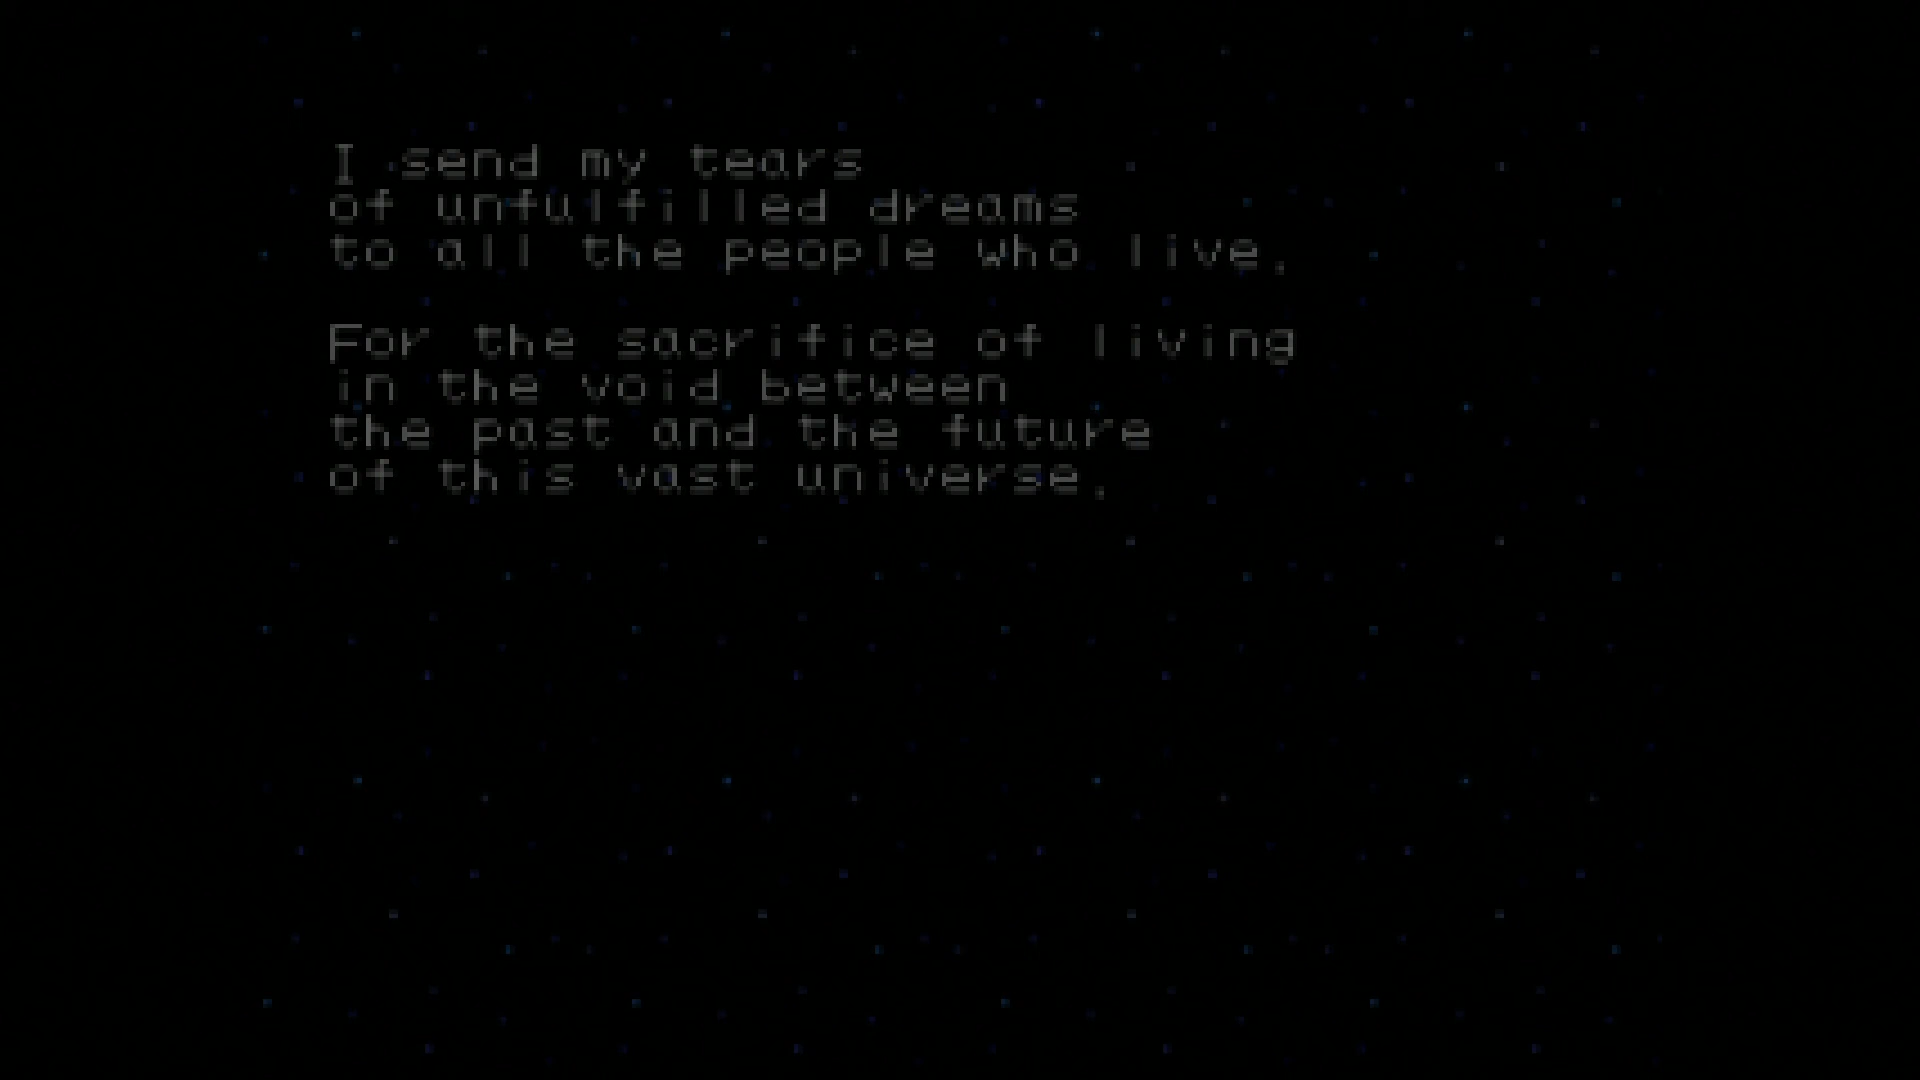 I send my tears
of unfulfilled dreams
to all the people who live.
For the sacrifice of living
in the void between
the past and the future
of this vast universe.